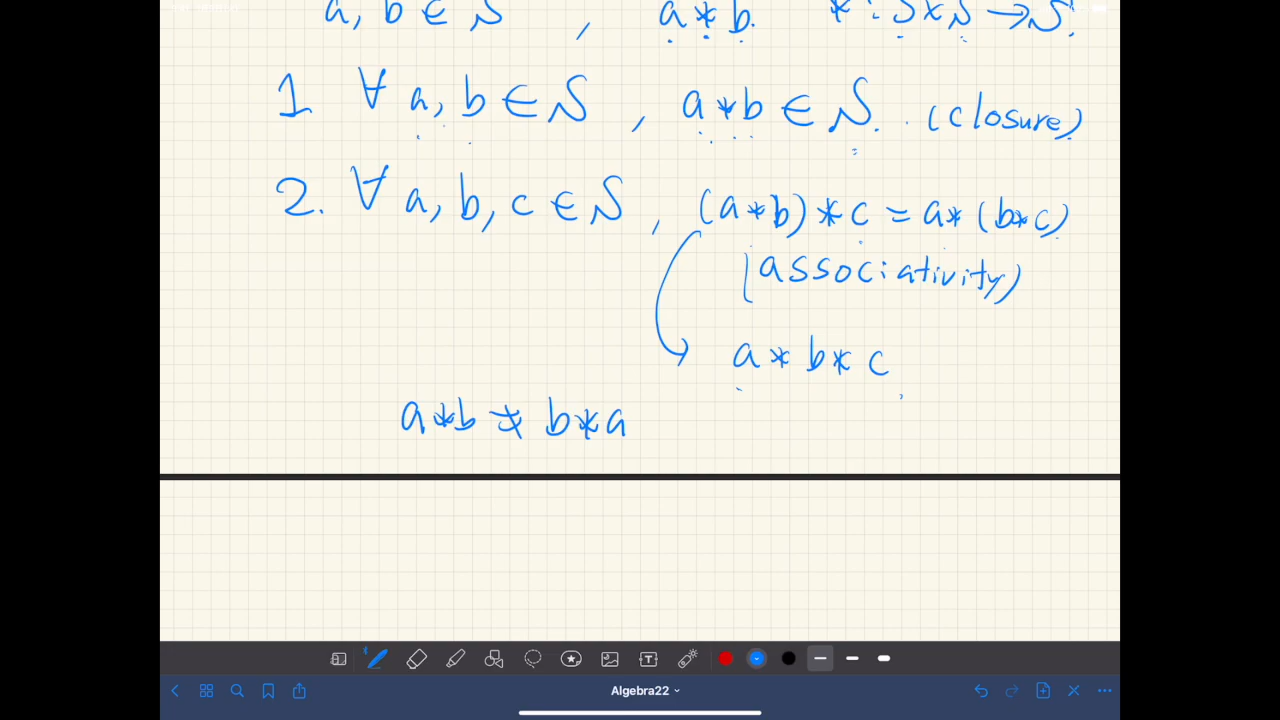 a, b ∈ S , a * b. * : S × S → S.
1 ∀ a, b ∈ S , a * b ∈ S. (closure)
2. ∀ a, b, c ∈ S , (a * b) * c = a * (b * c)
(associativity)
a * b * c
a * b ≠ b * a
Algebra22